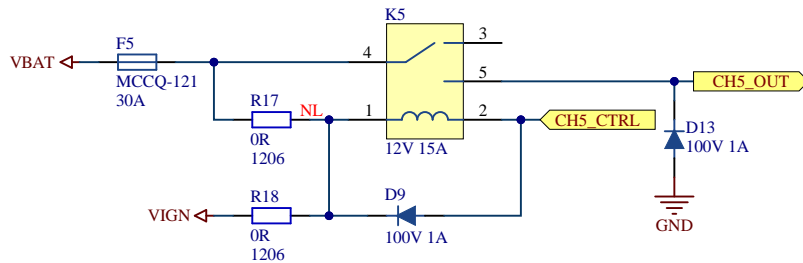 K5
3
F5
4
VBAT
MCCQ-121
30A
5
CH5_OUT
R17
NL
1
2
CH5_CTRL
0R
1206
12V 15A
D13
100V 1A
R18
D9
VIGN
0R
1206
100V 1A
GND